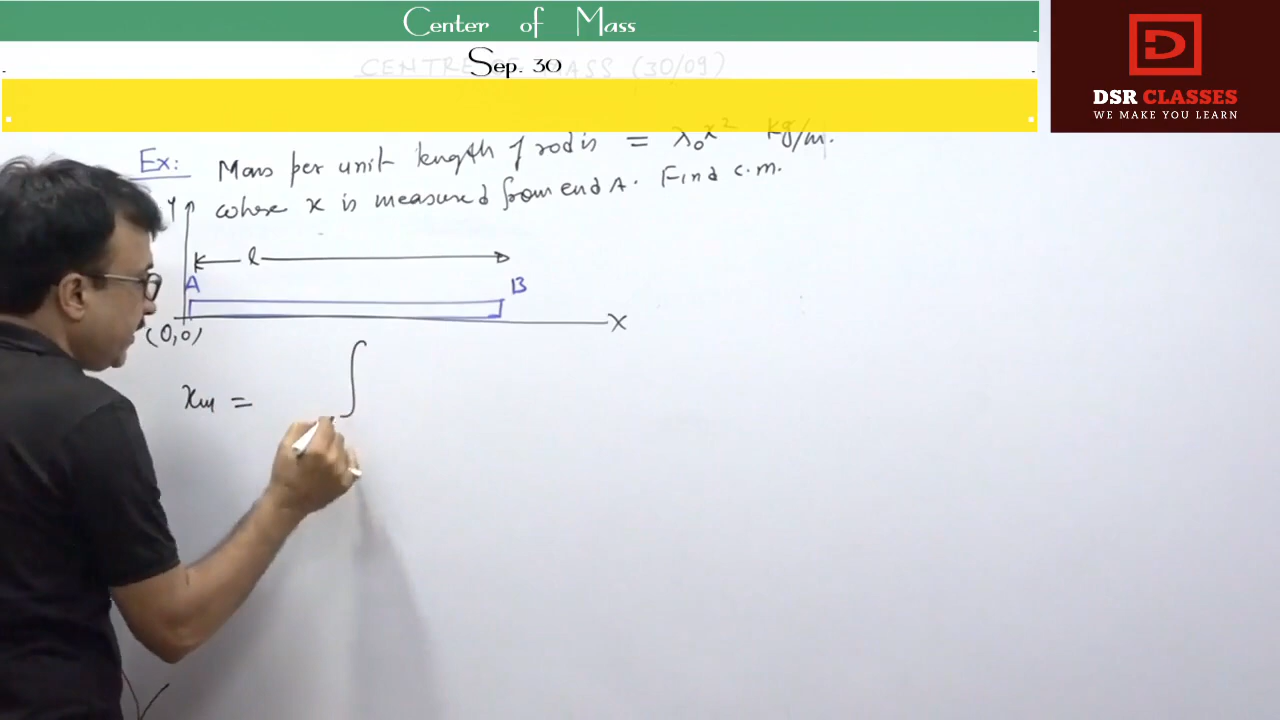 Center of Mass
Sep. 30
CENTRE OF MASS (30/09)
DSR CLASSES
WE MAKE YOU LEARN
Ex: Mass per unit length of rod is = λ₀x² kg/m.
where x is measured from end A. Find c.m.
Y
l
A B
(0,0) X
xₘ = ∫